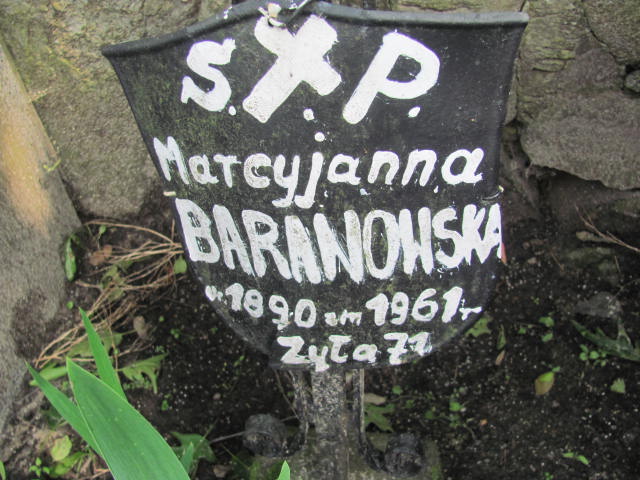 Ś.P.
Marcyjanna
BARANOWSKA
ur. 1890 zm 1961 r.
Żyła 71